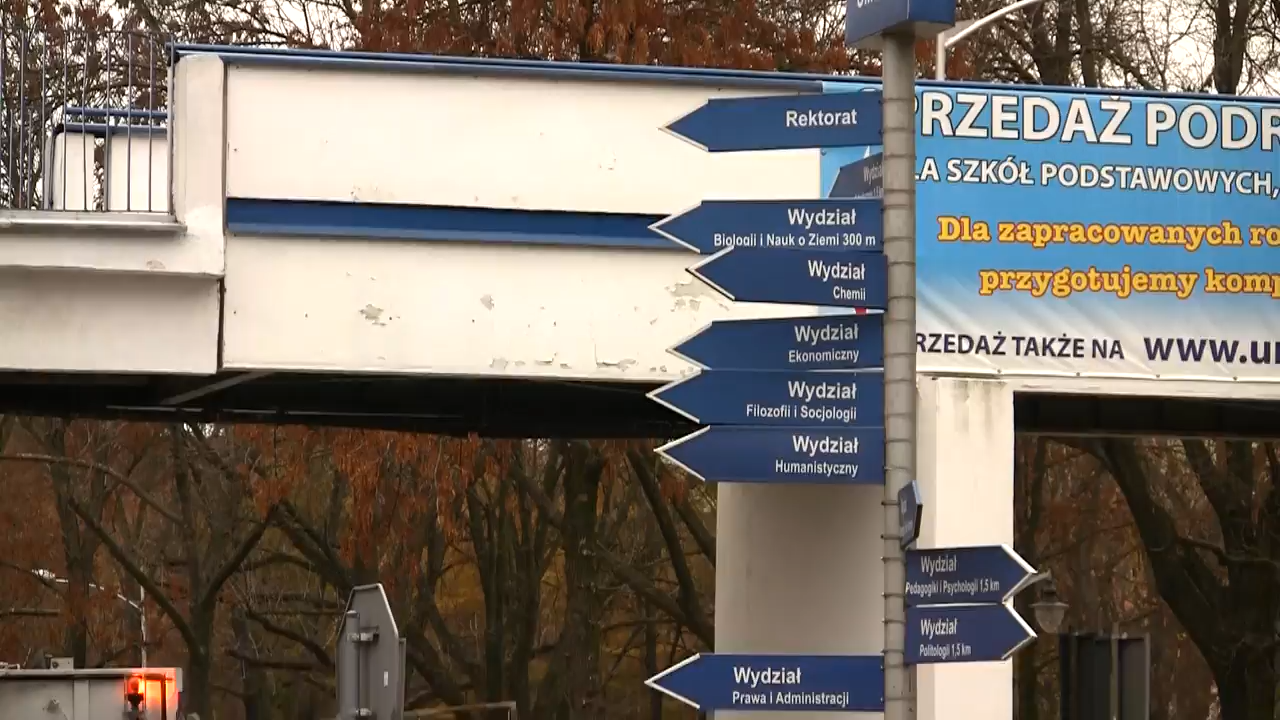 Rektorat
Wydział
Wydział
Biologii i Nauk o Ziemi 300 m
Wydział
Chemii
Wydział
Ekonomiczny
Wydział
Filozofii i Socjologii
Wydział
Humanistyczny
Wydział
Pedagogiki i Psychologii 1,5 km
Wydział
Politologii 1,5 km
Wydział
Prawa i Administracji
PRZEDAŻ PODR
LA SZKÓŁ PODSTAWOWYCH,
Dla zapracowanych ro
przygotujemy komp
RZEDAŻ TAKŻE NA www.u